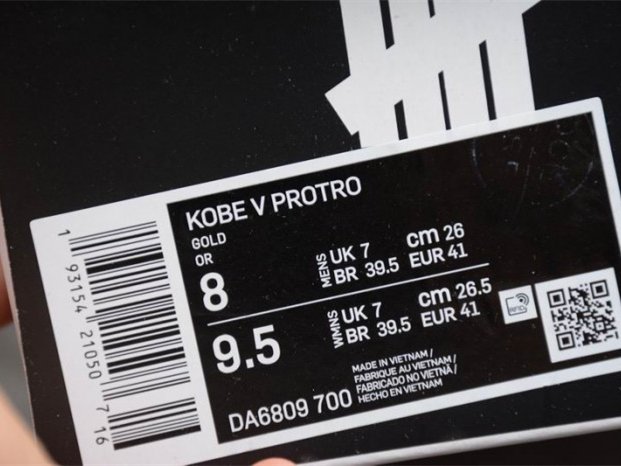 KOBE V PROTRO
GOLD
OR
8
MENS UK 7 cm 26
BR 39.5 EUR 41
9.5
WMNS UK 7 cm 26.5
BR 39.5 EUR 41
MADE IN VIETNAM /
FABRIQUE AU VIETNAM /
FABRICADO NO VIETNÃ /
HECHO EN VIETNAM
DA6809 700
1 93154 21050 7 16